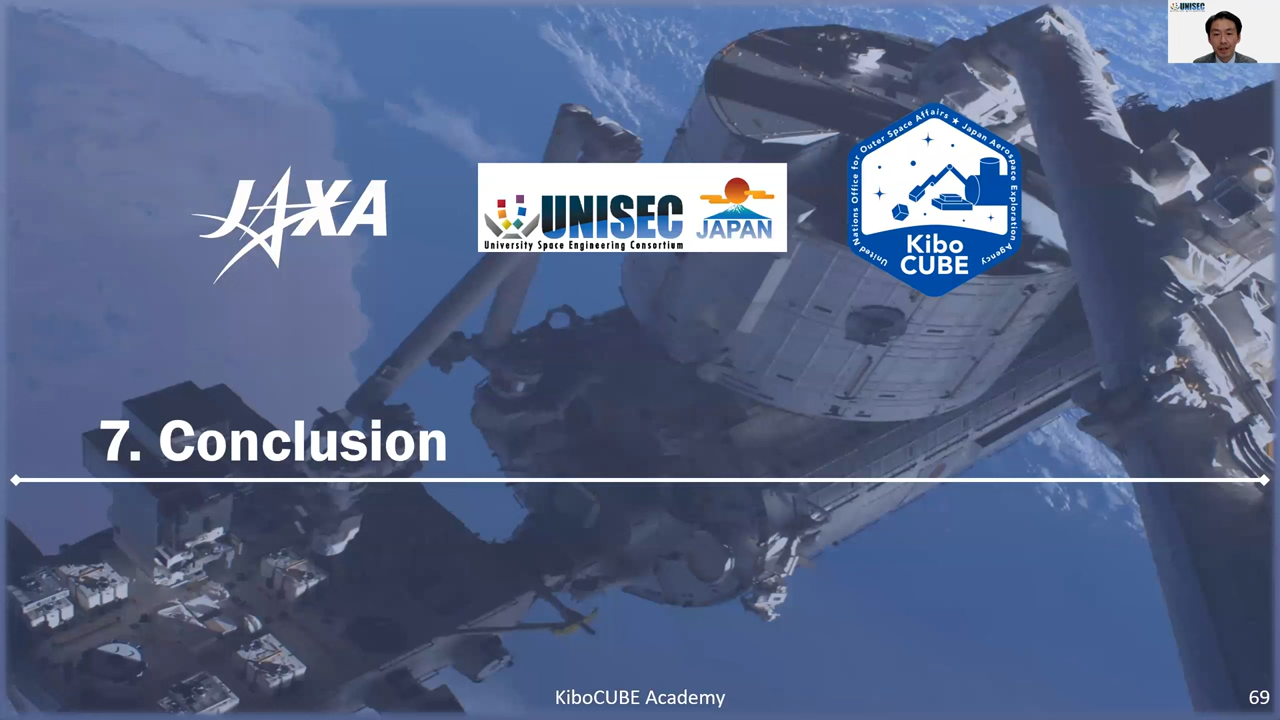 UNISEC
JAXA
UNISEC
University Space Engineering Consortium
JAPAN
United Nations Office for Outer Space Affairs ★ Japan Aerospace Exploration Agency
Kibo
CUBE
7. Conclusion
KiboCUBE Academy
69